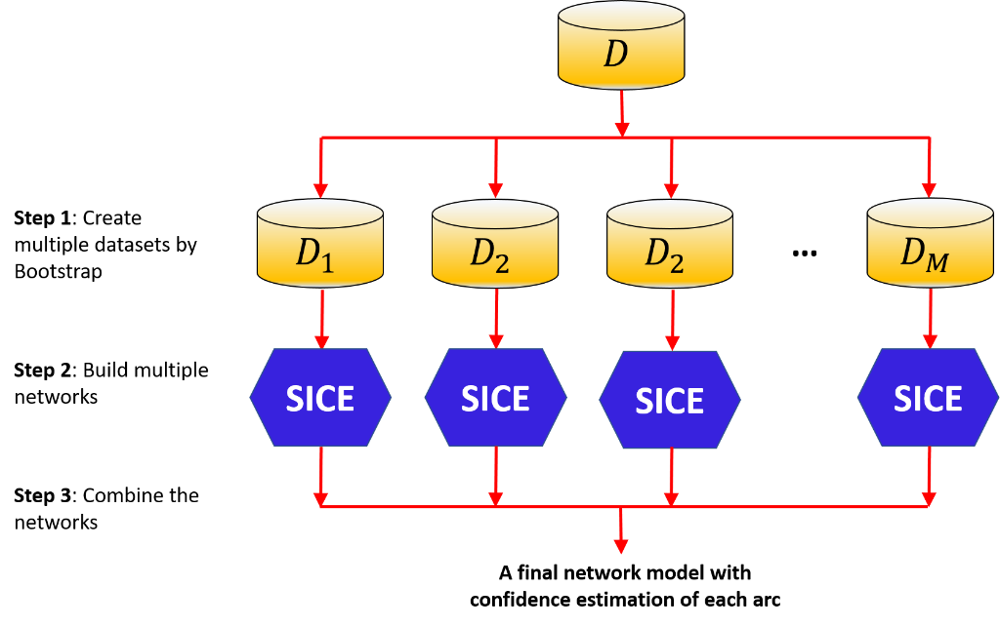 D
Step 1: Create
multiple datasets by
Bootstrap
D₁ D₂ D₂ ... D_M
Step 2: Build multiple
networks
SICE SICE SICE SICE
Step 3: Combine the
networks
A final network model with
confidence estimation of each arc